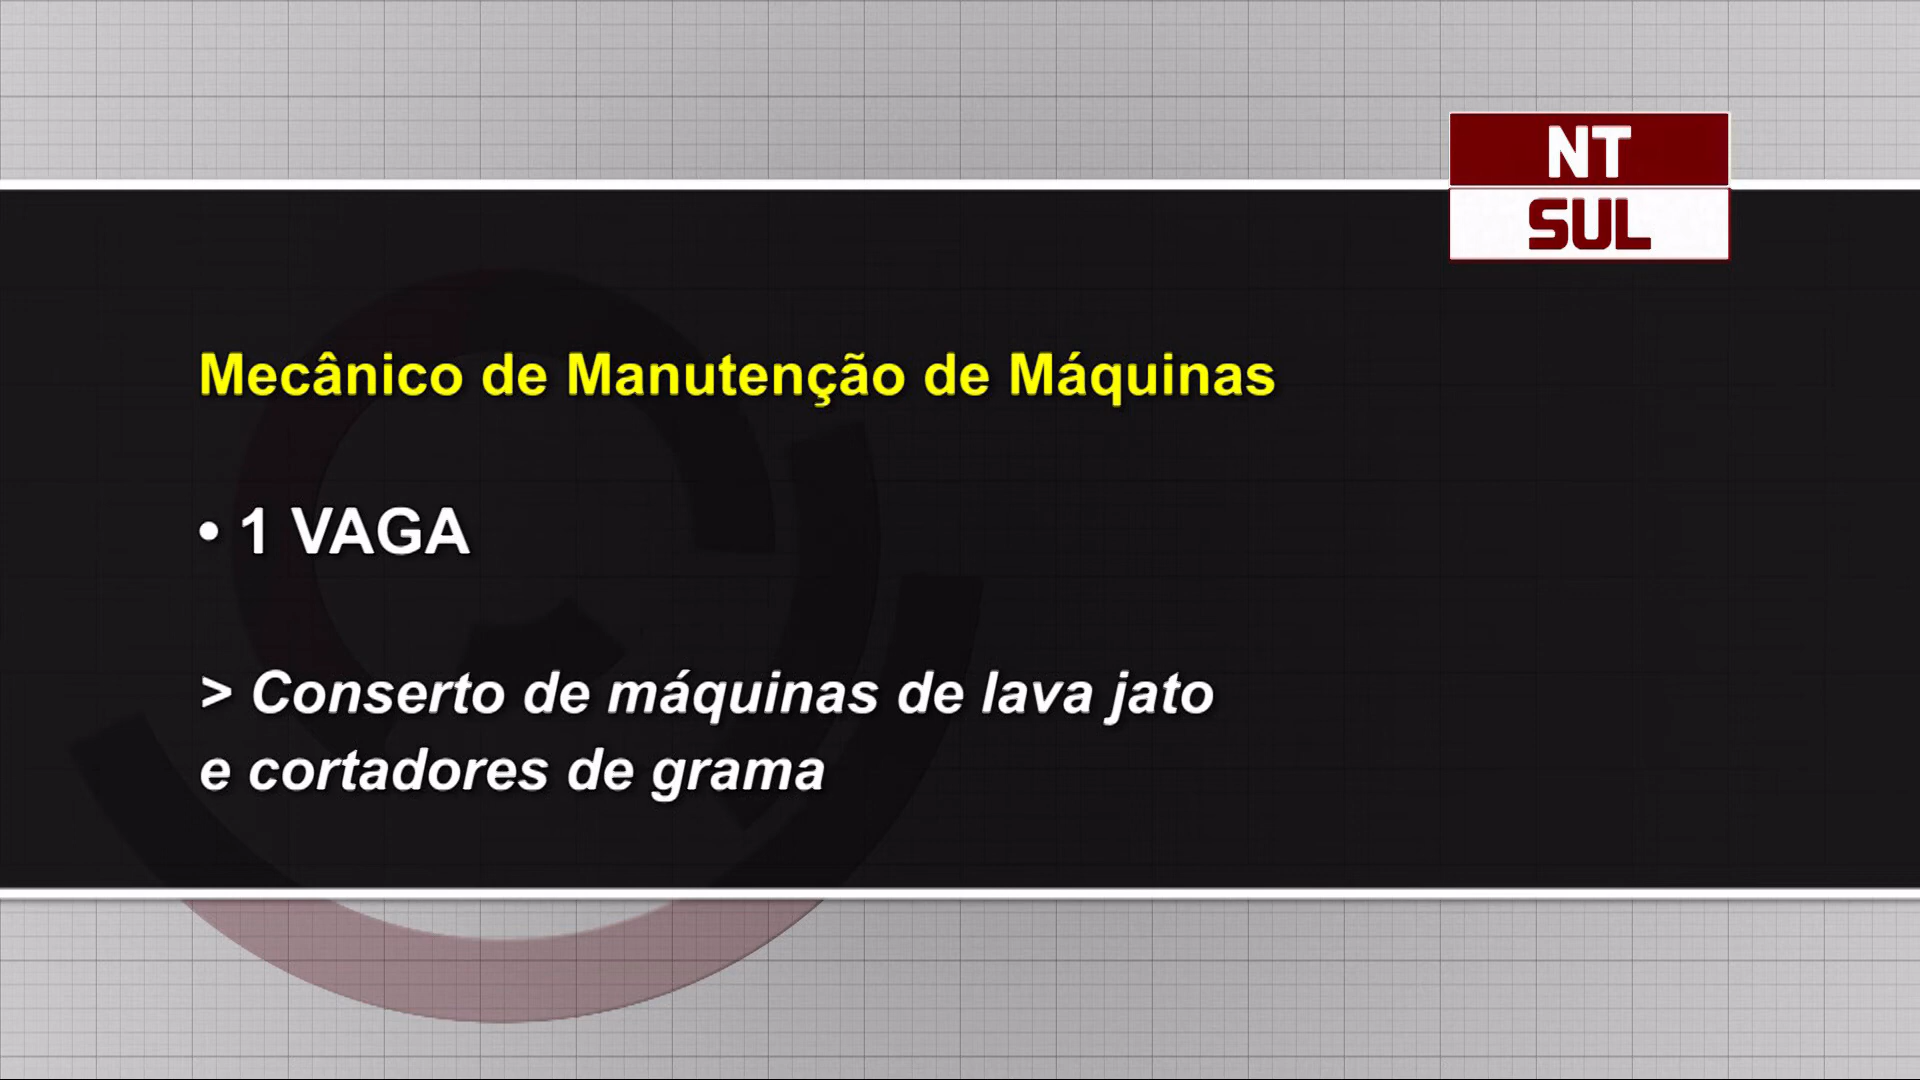 NT
SUL
Mecânico de Manutenção de Máquinas
• 1 VAGA
> Conserto de máquinas de lava jato
e cortadores de grama